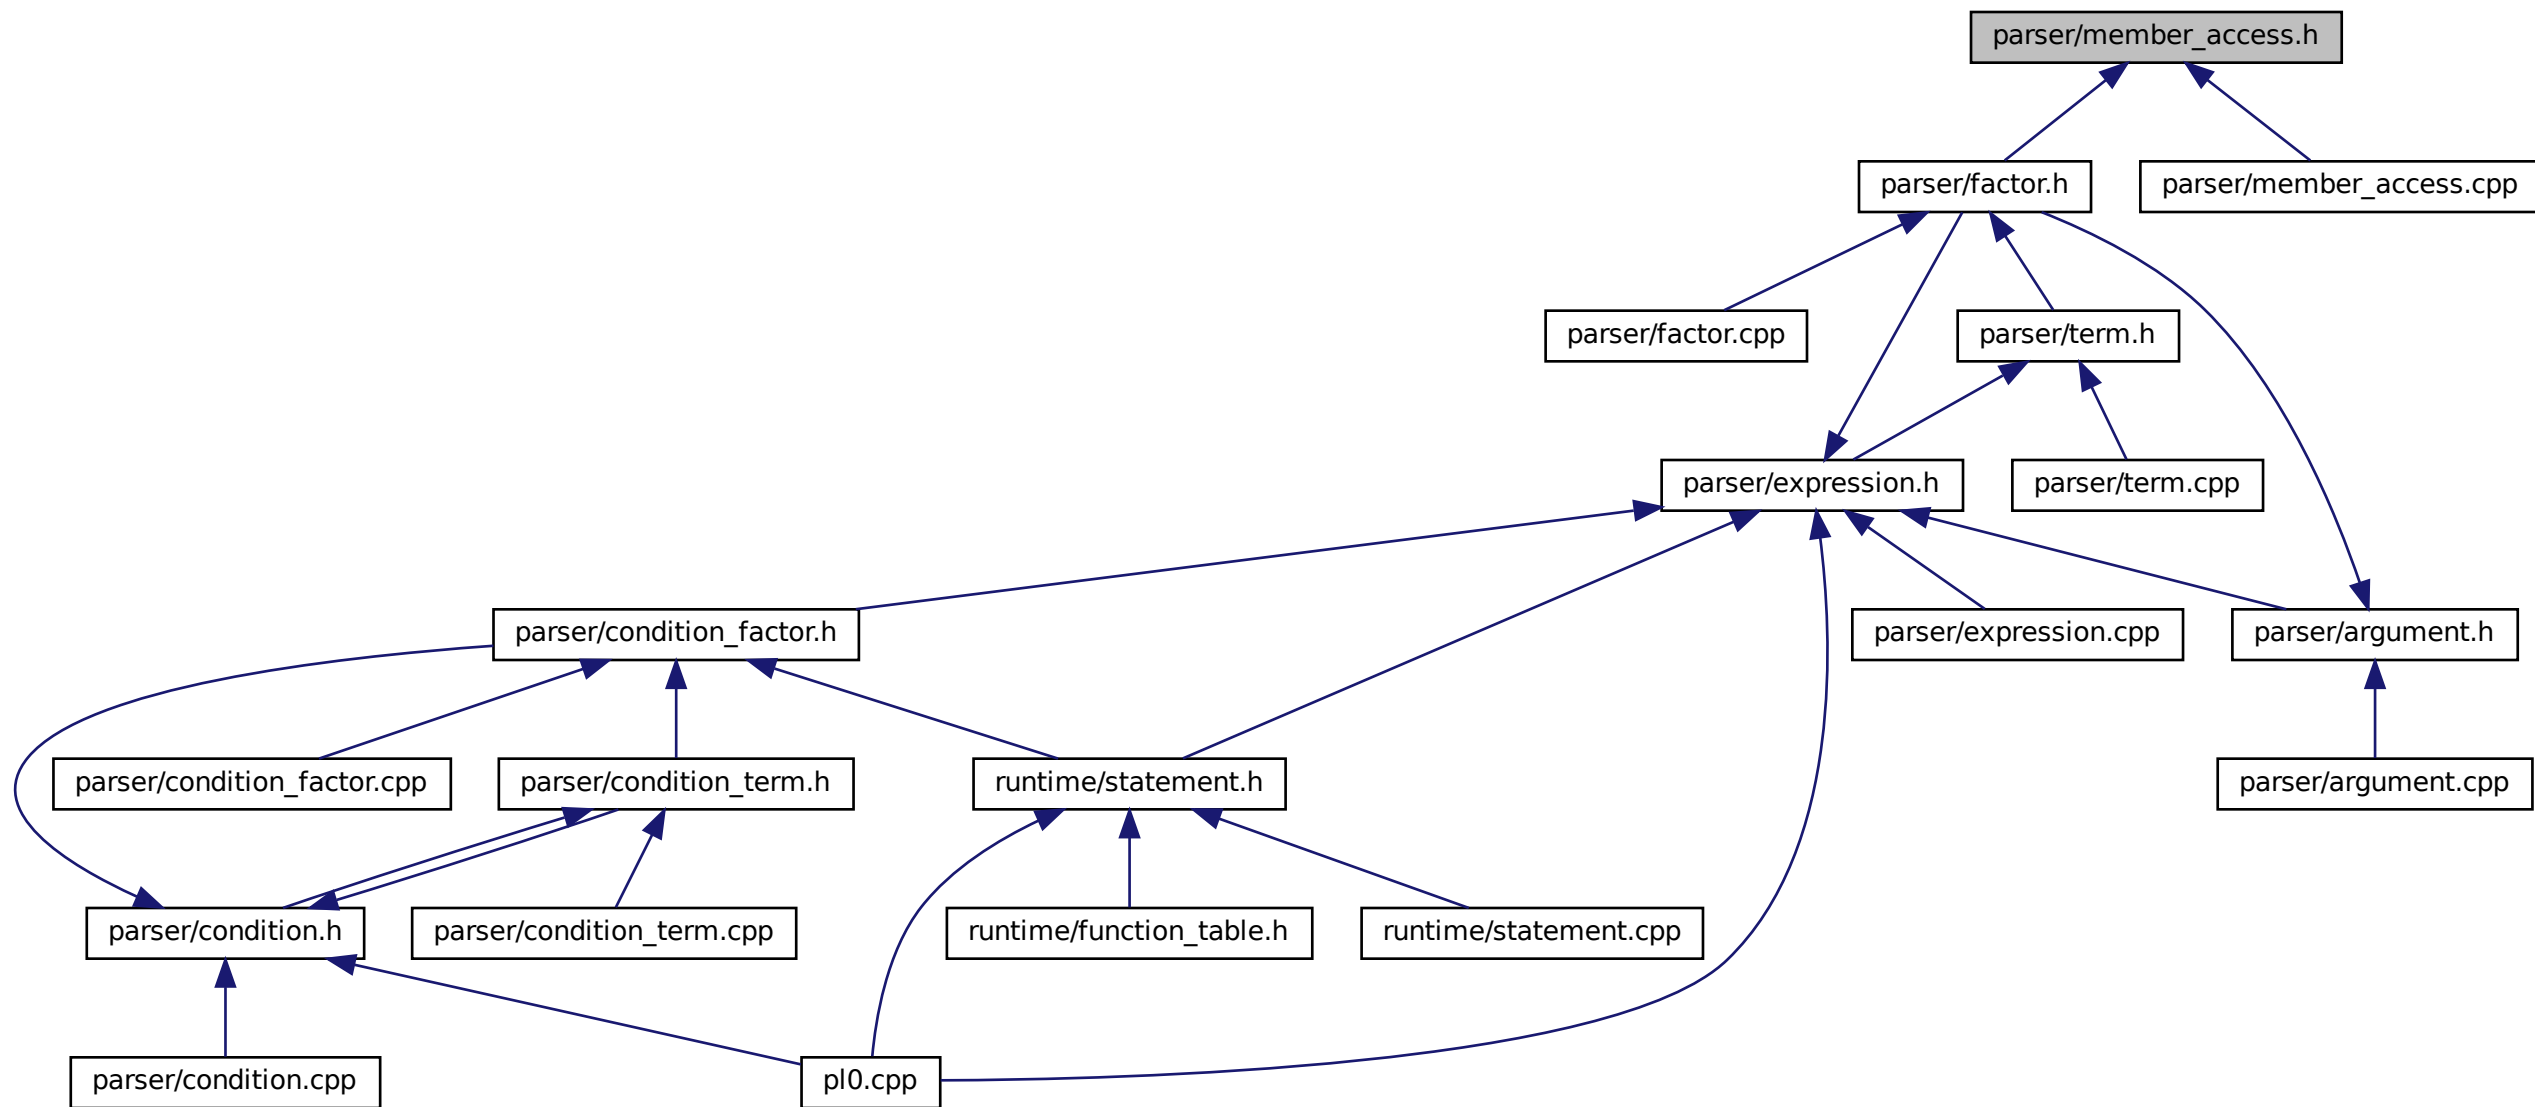 parser/member_access.h
parser/factor.h
parser/member_access.cpp
parser/factor.cpp
parser/term.h
parser/expression.h
parser/term.cpp
parser/condition_factor.h
parser/expression.cpp
parser/argument.h
parser/condition_factor.cpp
parser/condition_term.h
runtime/statement.h
parser/argument.cpp
parser/condition.h
parser/condition_term.cpp
runtime/function_table.h
runtime/statement.cpp
parser/condition.cpp
pl0.cpp